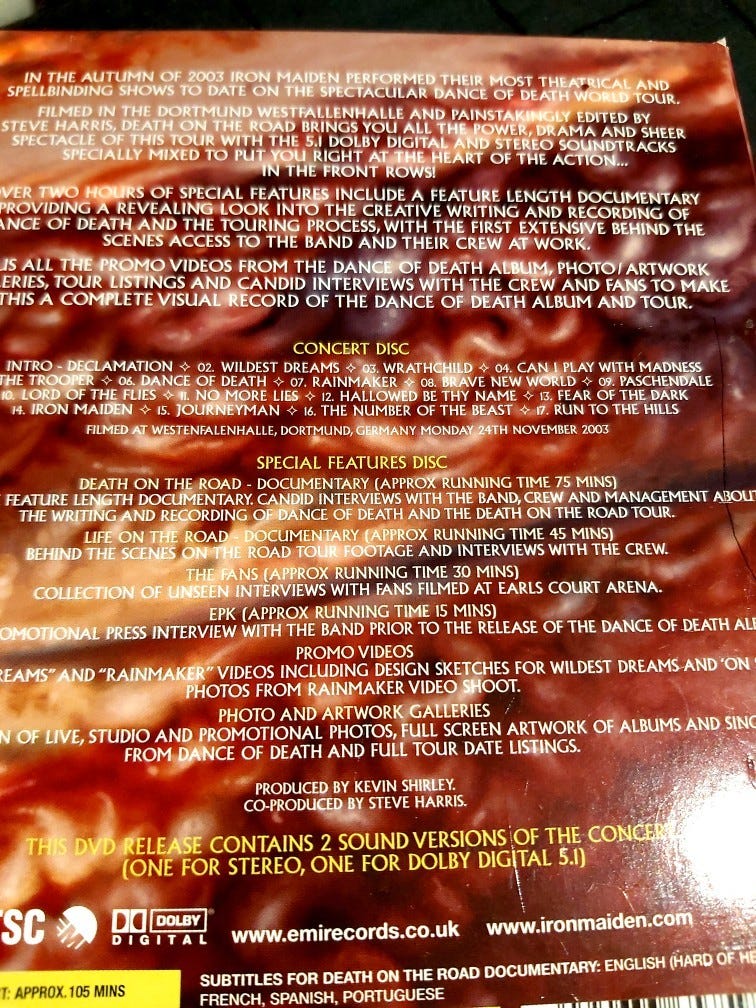 IN THE AUTUMN OF 2003 IRON MAIDEN PERFORMED THEIR MOST THEATRICAL AND
SPELLBINDING SHOWS TO DATE ON THE SPECTACULAR DANCE OF DEATH WORLD TOUR.
FILMED IN THE DORTMUND WESTFALLENHALLE AND PAINSTAKINGLY EDITED BY
STEVE HARRIS, DEATH ON THE ROAD BRINGS YOU ALL THE POWER, DRAMA AND SHEER
SPECTACLE OF THIS TOUR WITH THE 5.1 DOLBY DIGITAL AND STEREO SOUNDTRACKS
SPECIALLY MIXED TO PUT YOU RIGHT AT THE HEART OF THE ACTION...
IN THE FRONT ROWS!
OVER TWO HOURS OF SPECIAL FEATURES INCLUDE A FEATURE LENGTH DOCUMENTARY
PROVIDING A REVEALING LOOK INTO THE CREATIVE WRITING AND RECORDING OF
ANCE OF DEATH AND THE TOURING PROCESS, WITH THE FIRST EXTENSIVE BEHIND THE
SCENES ACCESS TO THE BAND AND THEIR CREW AT WORK.
US ALL THE PROMO VIDEOS FROM THE DANCE OF DEATH ALBUM, PHOTO/ARTWORK
ERIES, TOUR LISTINGS AND CANDID INTERVIEWS WITH THE CREW AND FANS TO MAKE
THIS A COMPLETE VISUAL RECORD OF THE DANCE OF DEATH ALBUM AND TOUR.
CONCERT DISC
INTRO - DECLAMATION ✧ 02. WILDEST DREAMS ✧ 03. WRATHCHILD ✧ 04. CAN I PLAY WITH MADNESS
THE TROOPER ✧ 06. DANCE OF DEATH ✧ 07. RAINMAKER ✧ 08. BRAVE NEW WORLD ✧ 09. PASCHENDALE
10. LORD OF THE FLIES ✧ 11. NO MORE LIES ✧ 12. HALLOWED BE THY NAME ✧ 13. FEAR OF THE DARK
14. IRON MAIDEN ✧ 15. JOURNEYMAN ✧ 16. THE NUMBER OF THE BEAST ✧ 17. RUN TO THE HILLS
FILMED AT WESTENFALENHALLE, DORTMUND, GERMANY MONDAY 24TH NOVEMBER 2003
SPECIAL FEATURES DISC
DEATH ON THE ROAD - DOCUMENTARY (APPROX RUNNING TIME 75 MINS)
FEATURE LENGTH DOCUMENTARY. CANDID INTERVIEWS WITH THE BAND, CREW AND MANAGEMENT ABOUT
THE WRITING AND RECORDING OF DANCE OF DEATH AND THE DEATH ON THE ROAD TOUR.
LIFE ON THE ROAD - DOCUMENTARY (APPROX RUNNING TIME 45 MINS)
BEHIND THE SCENES ON THE ROAD TOUR FOOTAGE AND INTERVIEWS WITH THE CREW.
THE FANS (APPROX RUNNING TIME 30 MINS)
COLLECTION OF UNSEEN INTERVIEWS WITH FANS FILMED AT EARLS COURT ARENA.
EPK (APPROX RUNNING TIME 15 MINS)
OMOTIONAL PRESS INTERVIEW WITH THE BAND PRIOR TO THE RELEASE OF THE DANCE OF DEATH ALB
PROMO VIDEOS
REAMS" AND "RAINMAKER" VIDEOS INCLUDING DESIGN SKETCHES FOR WILDEST DREAMS AND 'ON
PHOTOS FROM RAINMAKER VIDEO SHOOT.
PHOTO AND ARTWORK GALLERIES
N OF LIVE, STUDIO AND PROMOTIONAL PHOTOS, FULL SCREEN ARTWORK OF ALBUMS AND SING
FROM DANCE OF DEATH AND FULL TOUR DATE LISTINGS.
PRODUCED BY KEVIN SHIRLEY.
CO-PRODUCED BY STEVE HARRIS.
THIS DVD RELEASE CONTAINS 2 SOUND VERSIONS OF THE CONCER
(ONE FOR STEREO, ONE FOR DOLBY DIGITAL 5.1)
TSC DOLBY DIGITAL www.emirecords.co.uk www.ironmaiden.com
T: APPROX. 105 MINS
SUBTITLES FOR DEATH ON THE ROAD DOCUMENTARY: ENGLISH (HARD OF HE
FRENCH, SPANISH, PORTUGUESE